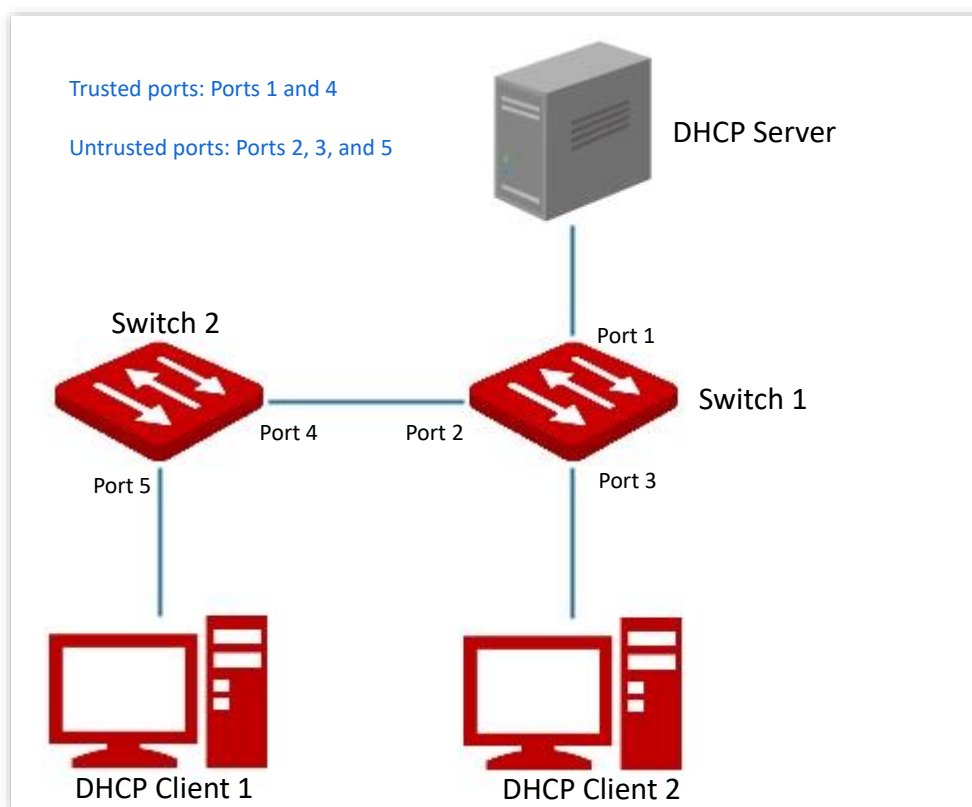 Trusted ports: Ports 1 and 4
Untrusted ports: Ports 2, 3, and 5
DHCP Server
Switch 2
Port 1
Switch 1
Port 4
Port 2
Port 5
Port 3
DHCP Client 1
DHCP Client 2